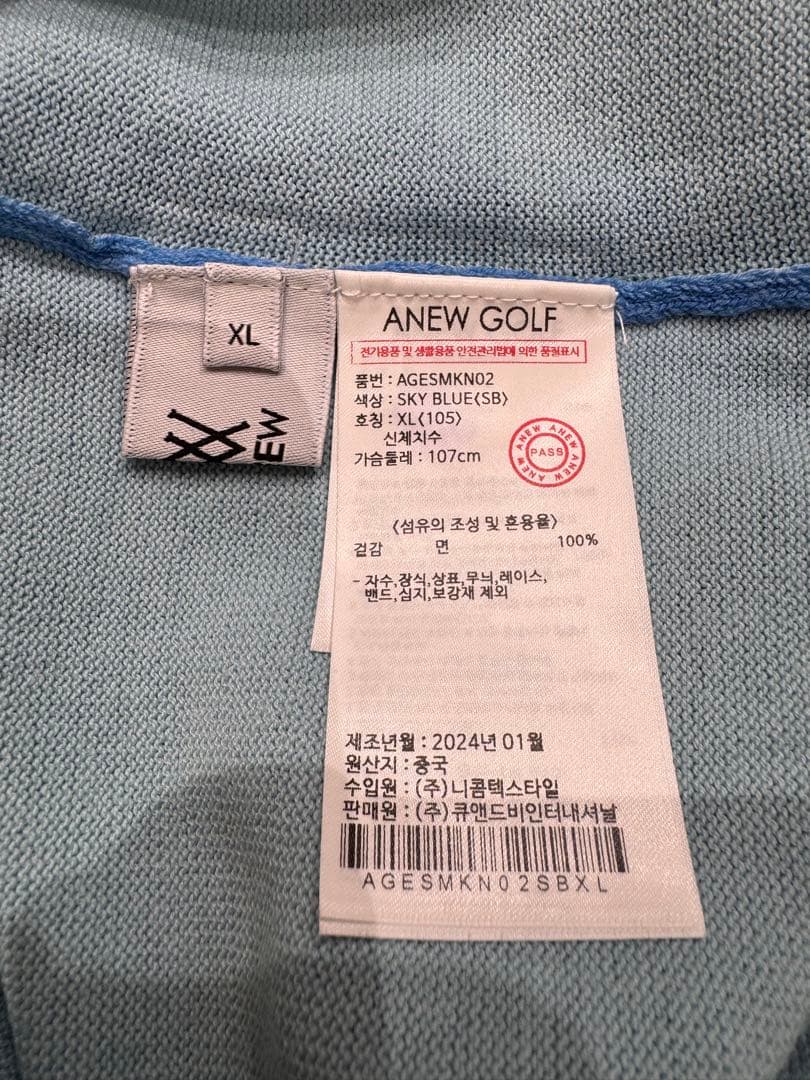 XL
EW
ANEW GOLF
전기용품 및 생활용품 안전관리법에 의한 품질표시
품번 : AGESMKN02
색상 : SKY BLUE(SB)
호칭 : XL(105)
신체치수
가슴둘레 : 107cm
ANEW ANEW ANEW ANEW
PASS
<섬유의 조성 및 혼용율>
겉감 면 100%
- 자수,장식,상표,무늬,레이스,
밴드,심지,보강재 제외
제조년월 : 2024년 01월
원산지 : 중국
수입원 : (주)니콤텍스타일
판매원 : (주)큐앤드비인터내셔날
AGESMKN02SBXL